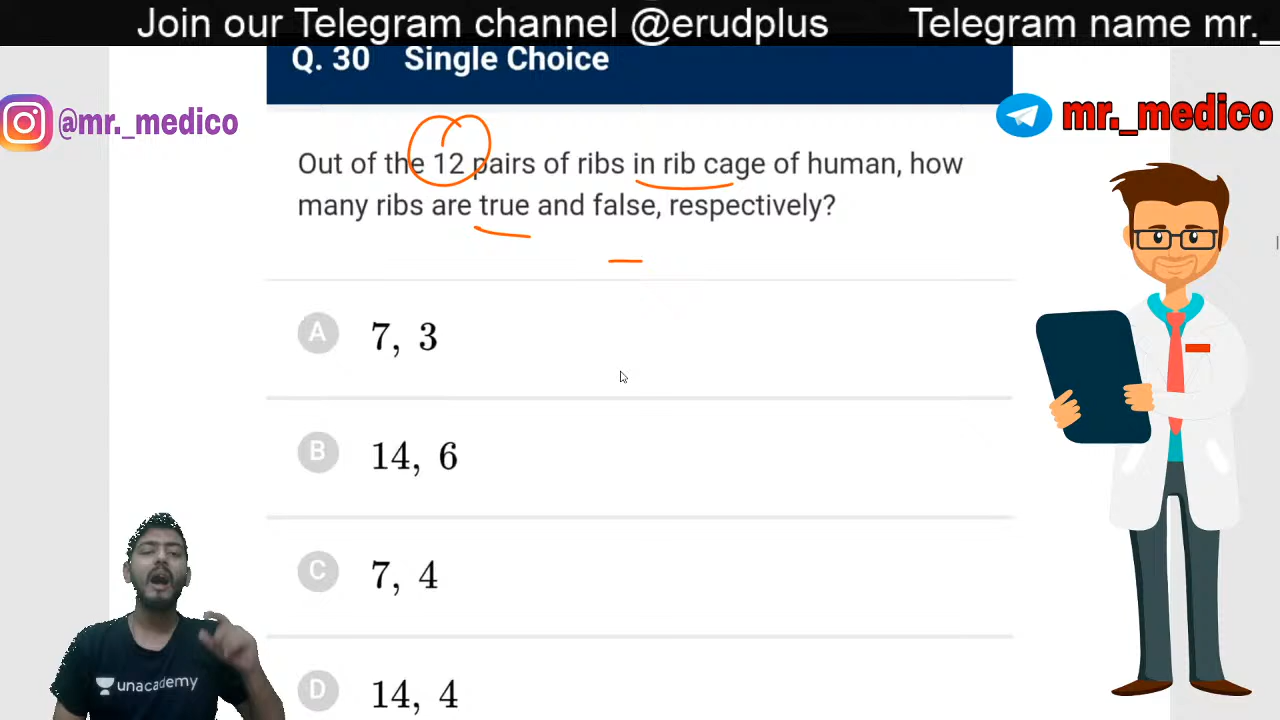 Join our Telegram channel @erudplus Telegram name mr._
Q. 30 Single Choice
@mr._medico
mr._medico
Out of the 12 pairs of ribs in rib cage of human, how
many ribs are true and false, respectively?
A 7, 3
B 14, 6
C 7, 4
D 14, 4
unacademy